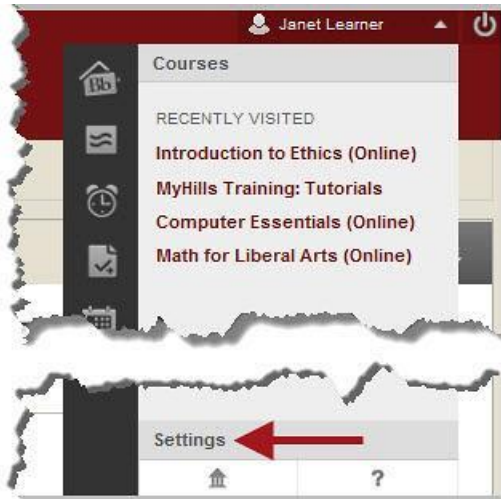 Janet Learner
Courses
Bb
RECENTLY VISITED
Introduction to Ethics (Online)
MyHills Training: Tutorials
Computer Essentials (Online)
Math for Liberal Arts (Online)
Settings
?